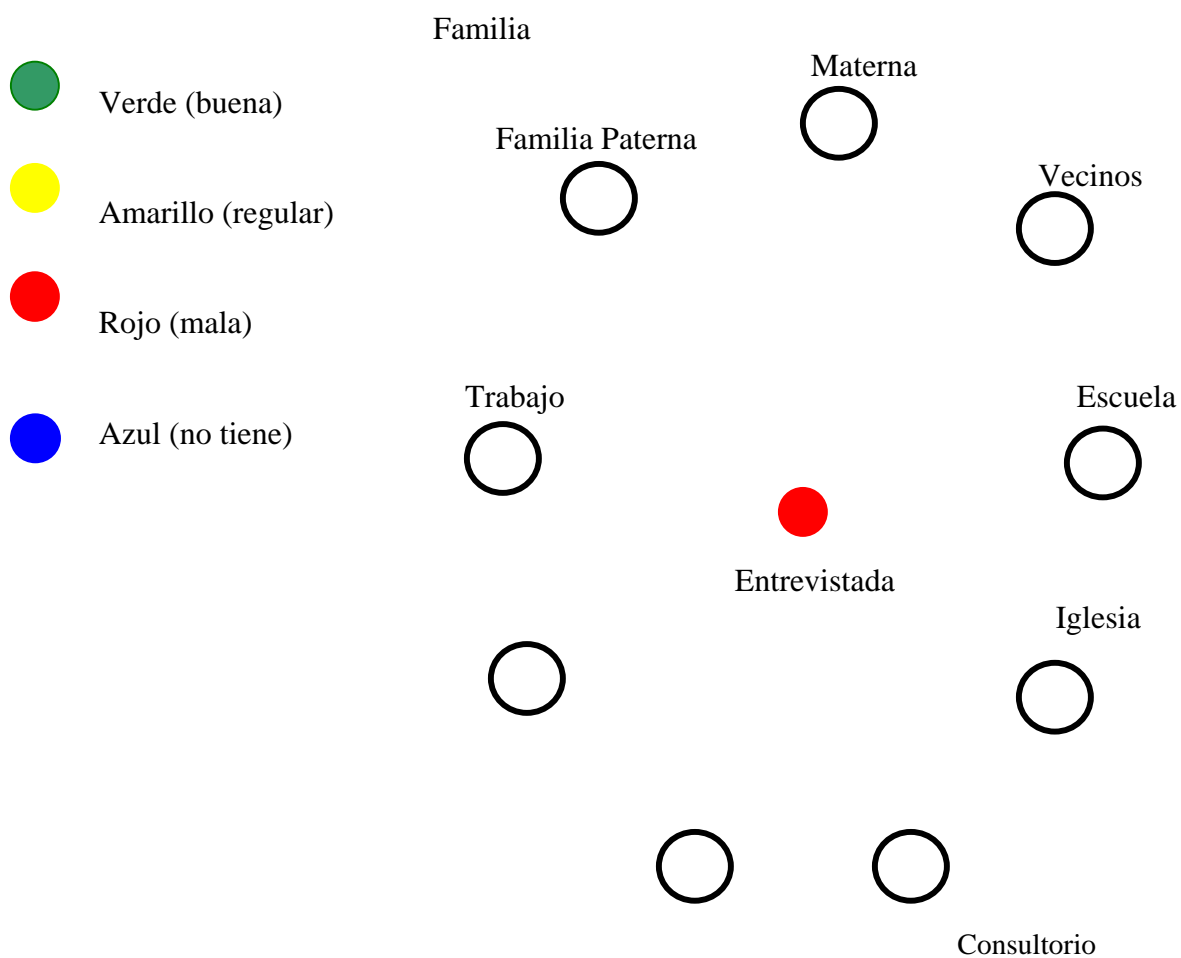 Familia
Materna
Verde (buena)
Familia Paterna
Vecinos
Amarillo (regular)
Rojo (mala)
Trabajo
Escuela
Azul (no tiene)
Entrevistada
Iglesia
Consultorio